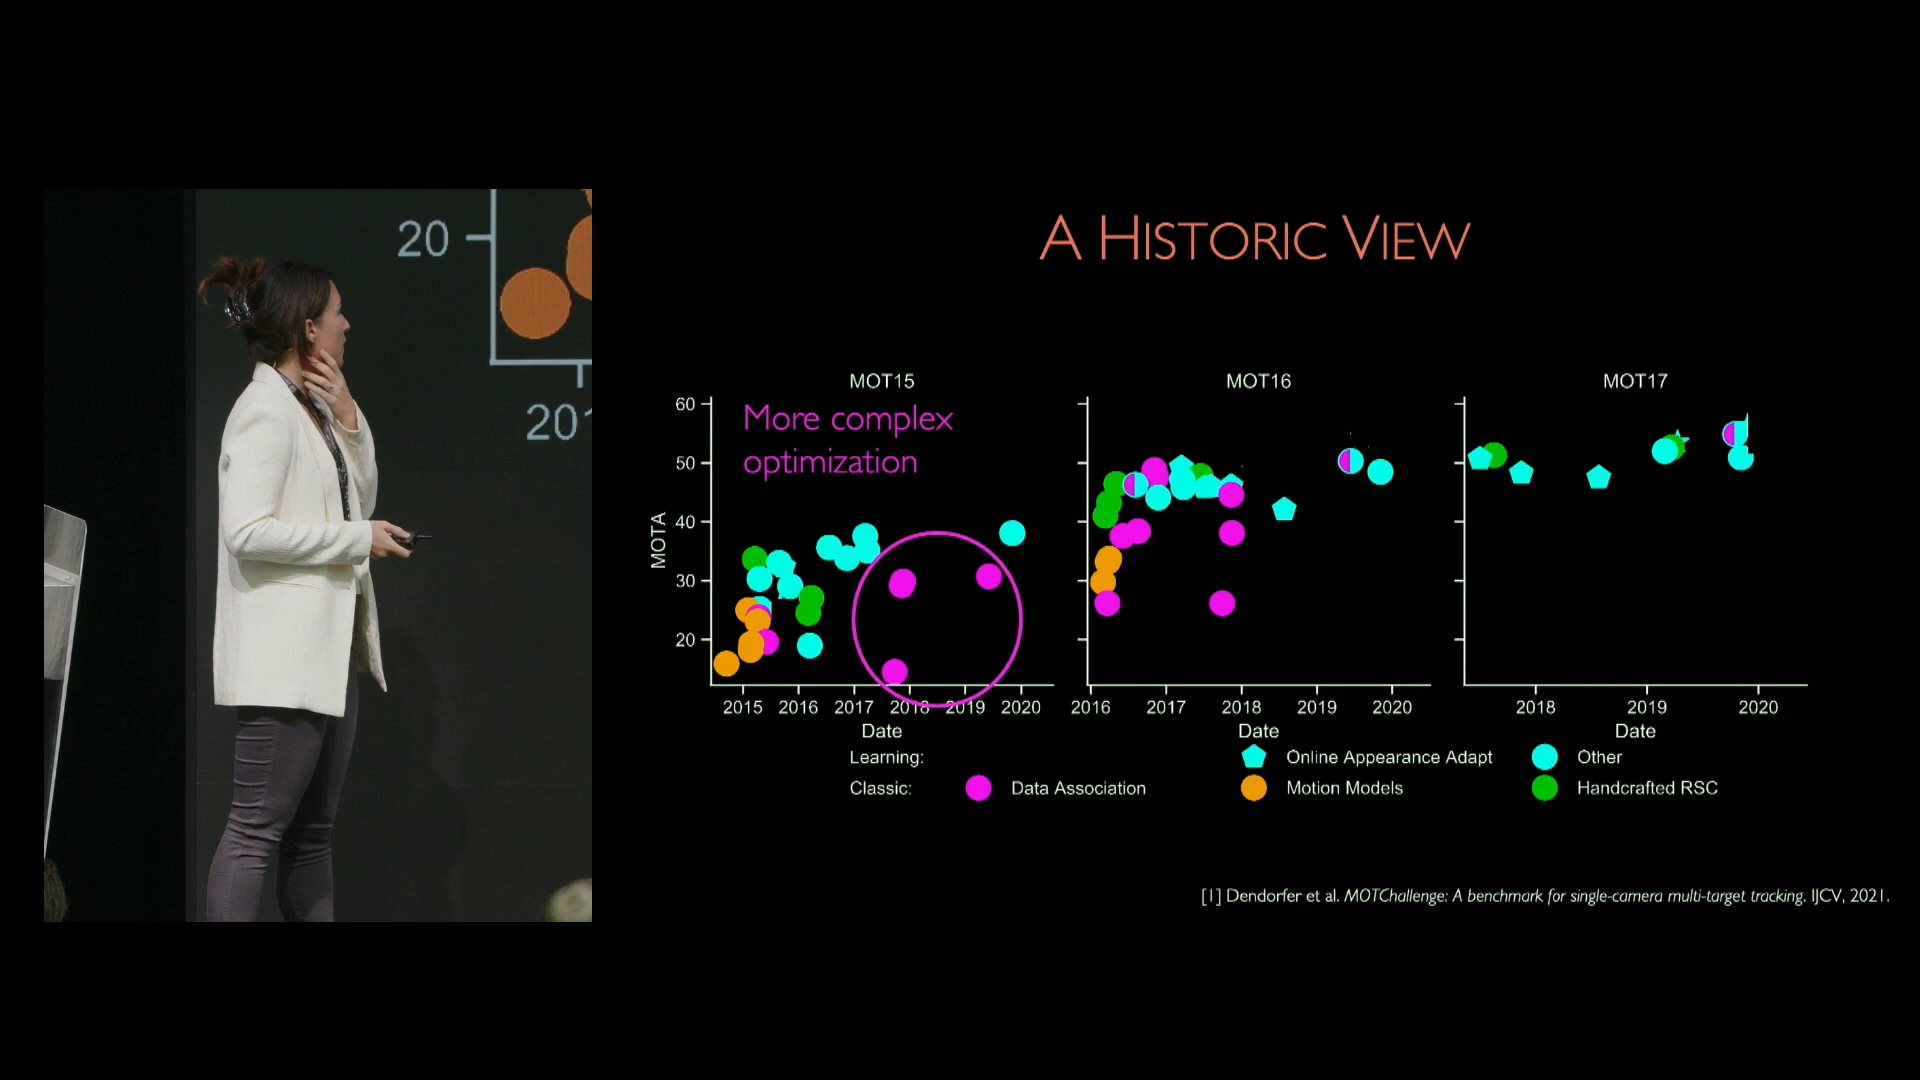 20
201
A HISTORIC VIEW
MOT15
MOT16
MOT17
More complex
optimization
MOTA
60
50
40
30
20
2015 2016 2017 2018 2019 2020
2016 2017 2018 2019 2020
2018 2019 2020
Date
Date
Date
Learning:
Online Appearance Adapt
Other
Classic:
Data Association
Motion Models
Handcrafted RSC
[1] Dendorfer et al. MOTChallenge: A benchmark for single-camera multi-target tracking. IJCV, 2021.